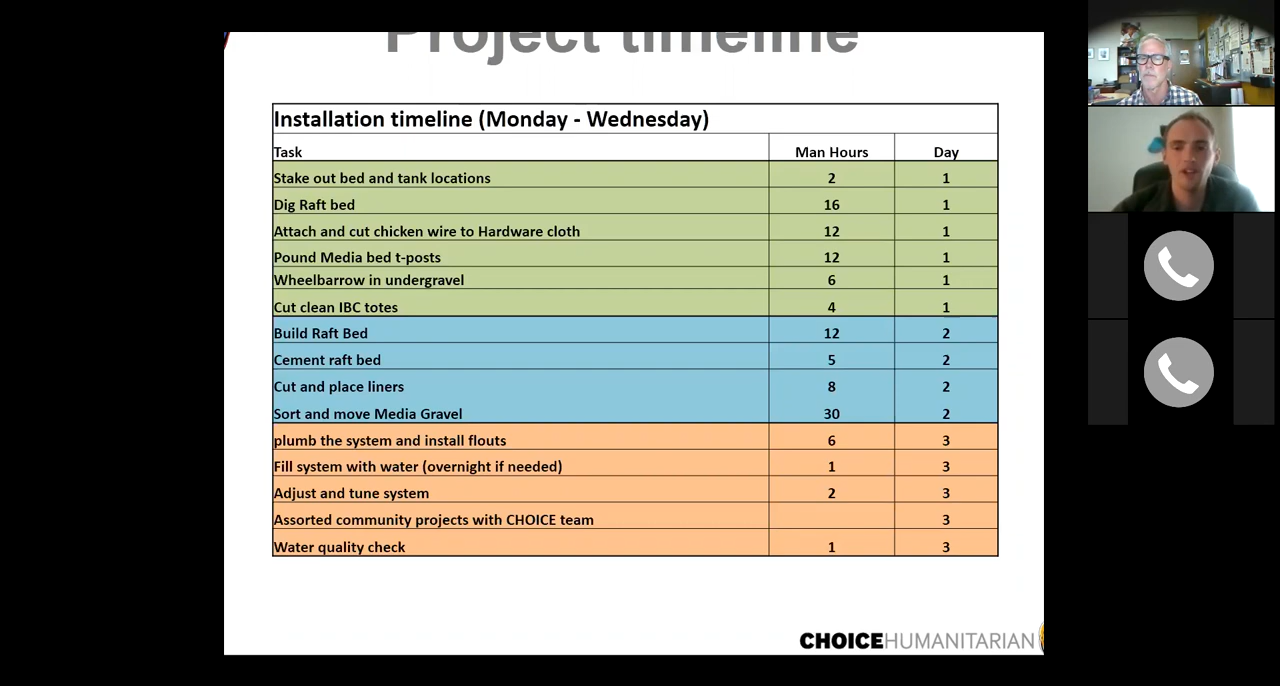 Project timeline
Installation timeline (Monday - Wednesday)
Task Man Hours Day
Stake out bed and tank locations 2 1
Dig Raft bed 16 1
Attach and cut chicken wire to Hardware cloth 12 1
Pound Media bed t-posts 12 1
Wheelbarrow in undergravel 6 1
Cut clean IBC totes 4 1
Build Raft Bed 12 2
Cement raft bed 5 2
Cut and place liners 8 2
Sort and move Media Gravel 30 2
plumb the system and install flouts 6 3
Fill system with water (overnight if needed) 1 3
Adjust and tune system 2 3
Assorted community projects with CHOICE team 3
Water quality check 1 3
CHOICEHUMANITARIAN